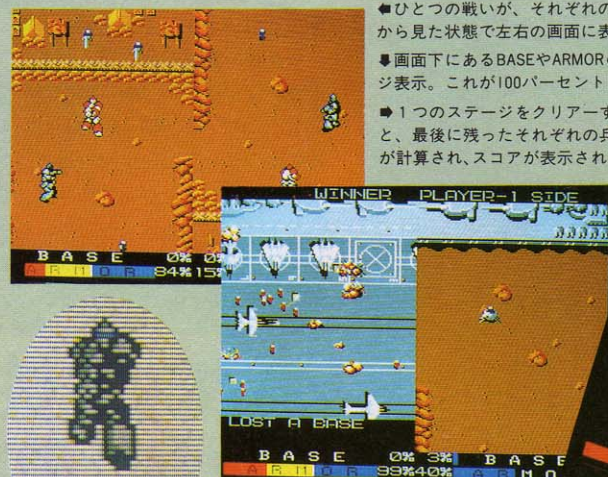 ⬅ひとつの戦いが、それぞれの
から見た状態で左右の画面に表
⬇画面下にあるBASEやARMOR
ジ表示。これが100パーセント
➡1つのステージをクリアーす
と、最後に残ったそれぞれの兵
が計算され、スコアが表示され
BASE 0% 0%
ARMOR 84% 15%
WINNER PLAYER-1 SIDE
LOST A BASE
BASE 0% 3% BASE
ARMOR 99% 40%